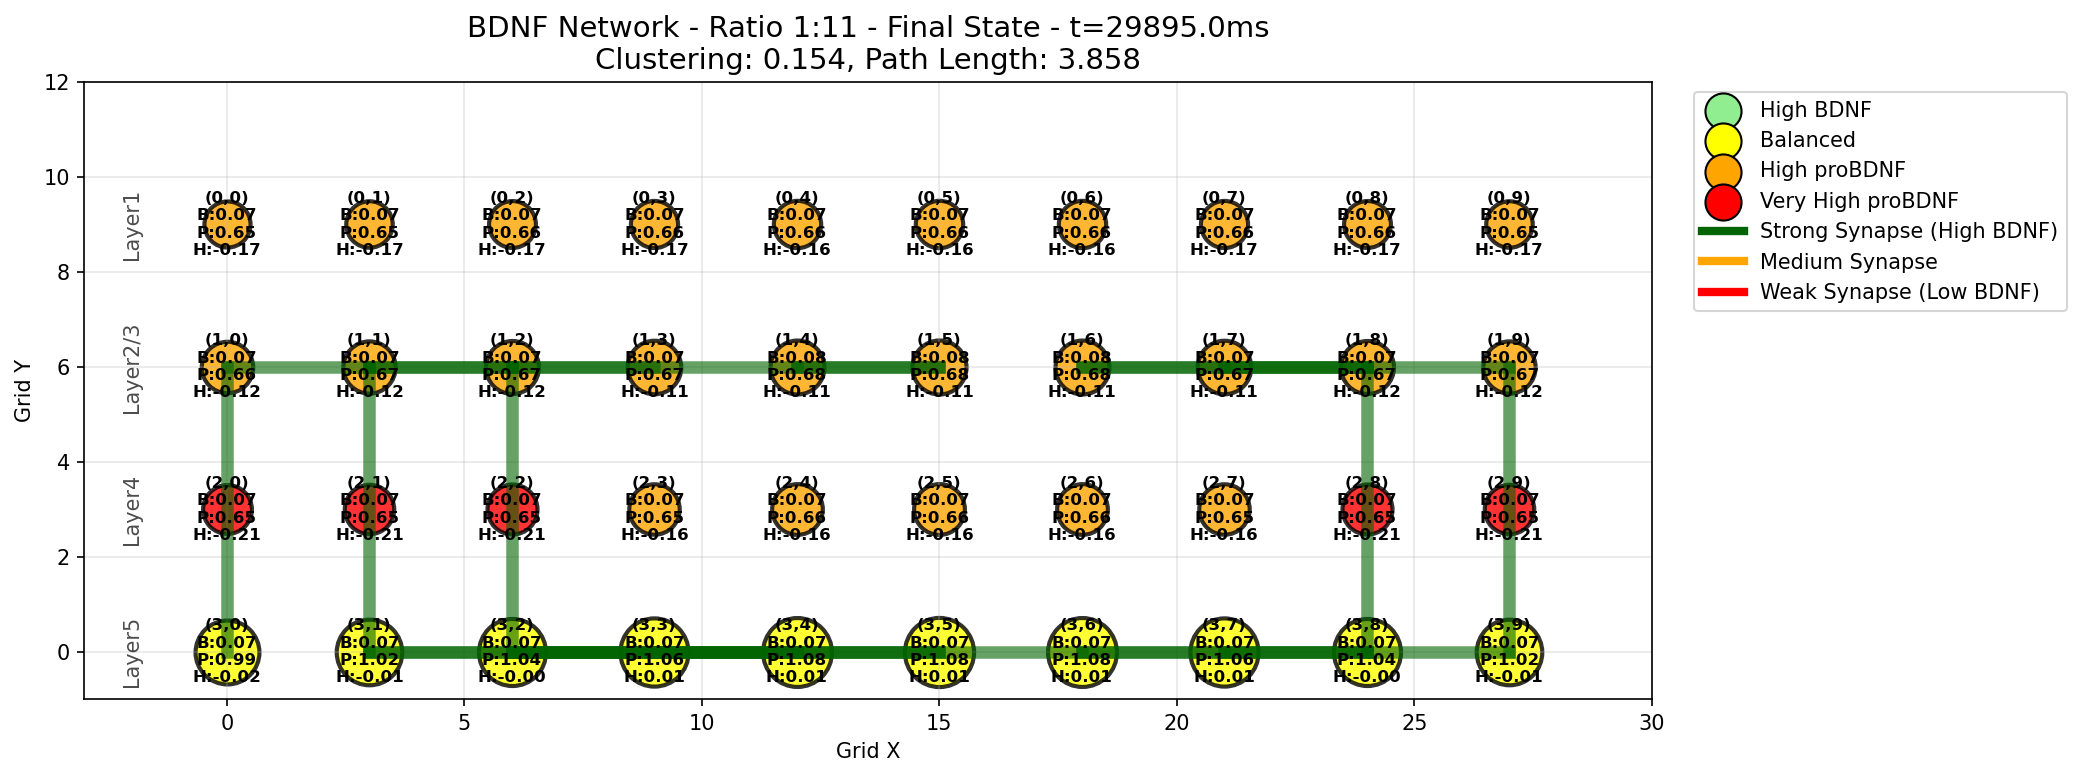 BDNF Network - Ratio 1:11 - Final State - t=29895.0ms
Clustering: 0.154, Path Length: 3.858
12
10
8
6
4
2
0
Grid Y
Layer1
Layer2/3
Layer4
Layer5
(0,0) (0,1) (0,2) (0,3) (0,4) (0,5) (0,6) (0,7) (0,8) (0,9)
B:0.07 B:0.07 B:0.07 B:0.07 B:0.07 B:0.07 B:0.07 B:0.07 B:0.07 B:0.07
P:0.65 P:0.65 P:0.66 P:0.66 P:0.66 P:0.66 P:0.66 P:0.66 P:0.66 P:0.65
H:-0.17 H:-0.17 H:-0.17 H:-0.17 H:-0.16 H:-0.16 H:-0.16 H:-0.17 H:-0.17 H:-0.17
(1,0) (1,1) (1,2) (1,3) (1,4) (1,5) (1,6) (1,7) (1,8) (1,9)
B:0.07 B:0.07 B:0.07 B:0.07 B:0.08 B:0.08 B:0.08 B:0.07 B:0.07 B:0.07
P:0.66 P:0.67 P:0.67 P:0.67 P:0.68 P:0.68 P:0.68 P:0.67 P:0.67 P:0.67
H:-0.12 H:-0.12 H:-0.12 H:-0.11 H:-0.11 H:-0.11 H:-0.11 H:-0.11 H:-0.12 H:-0.12
(2,0) (2,1) (2,2) (2,3) (2,4) (2,5) (2,6) (2,7) (2,8) (2,9)
B:0.07 B:0.07 B:0.07 B:0.07 B:0.07 B:0.07 B:0.07 B:0.07 B:0.07 B:0.07
P:0.65 P:0.65 P:0.65 P:0.65 P:0.66 P:0.66 P:0.66 P:0.65 P:0.65 P:0.65
H:-0.21 H:-0.21 H:-0.21 H:-0.16 H:-0.16 H:-0.16 H:-0.16 H:-0.16 H:-0.21 H:-0.21
(3,0) (3,1) (3,2) (3,3) (3,4) (3,5) (3,6) (3,7) (3,8) (3,9)
B:0.07 B:0.07 B:0.07 B:0.07 B:0.07 B:0.07 B:0.07 B:0.07 B:0.07 B:0.07
P:0.99 P:1.02 P:1.04 P:1.06 P:1.08 P:1.08 P:1.08 P:1.06 P:1.04 P:1.02
H:-0.02 H:-0.01 H:-0.00 H:0.01 H:0.01 H:0.01 H:0.01 H:0.01 H:-0.00 H:-0.01
0 5 10 15 20 25 30
Grid X
High BDNF
Balanced
High proBDNF
Very High proBDNF
Strong Synapse (High BDNF)
Medium Synapse
Weak Synapse (Low BDNF)